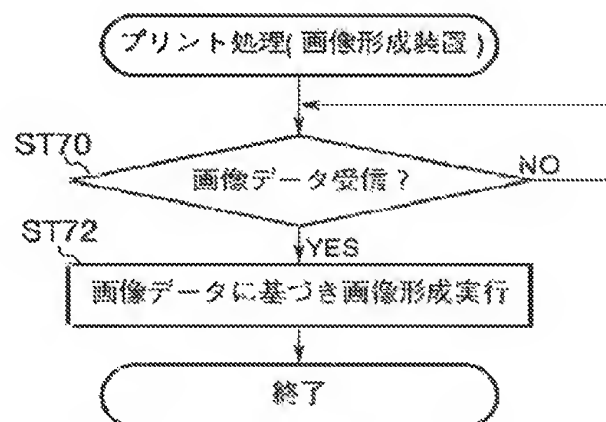 プリント処理(画像形成装置)
ST70
画像データ受信?
NO
YES
ST72
画像データに基づき画像形成実行
終了